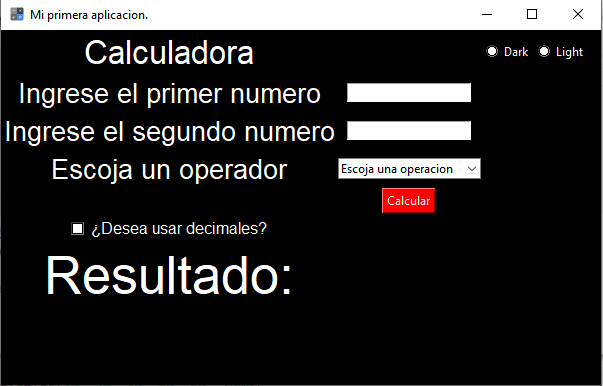 Mi primera aplicacion.
Calculadora
Dark Light
Ingrese el primer numero
Ingrese el segundo numero
Escoja un operador
Escoja una operacion
Calcular
¿Desea usar decimales?
Resultado: